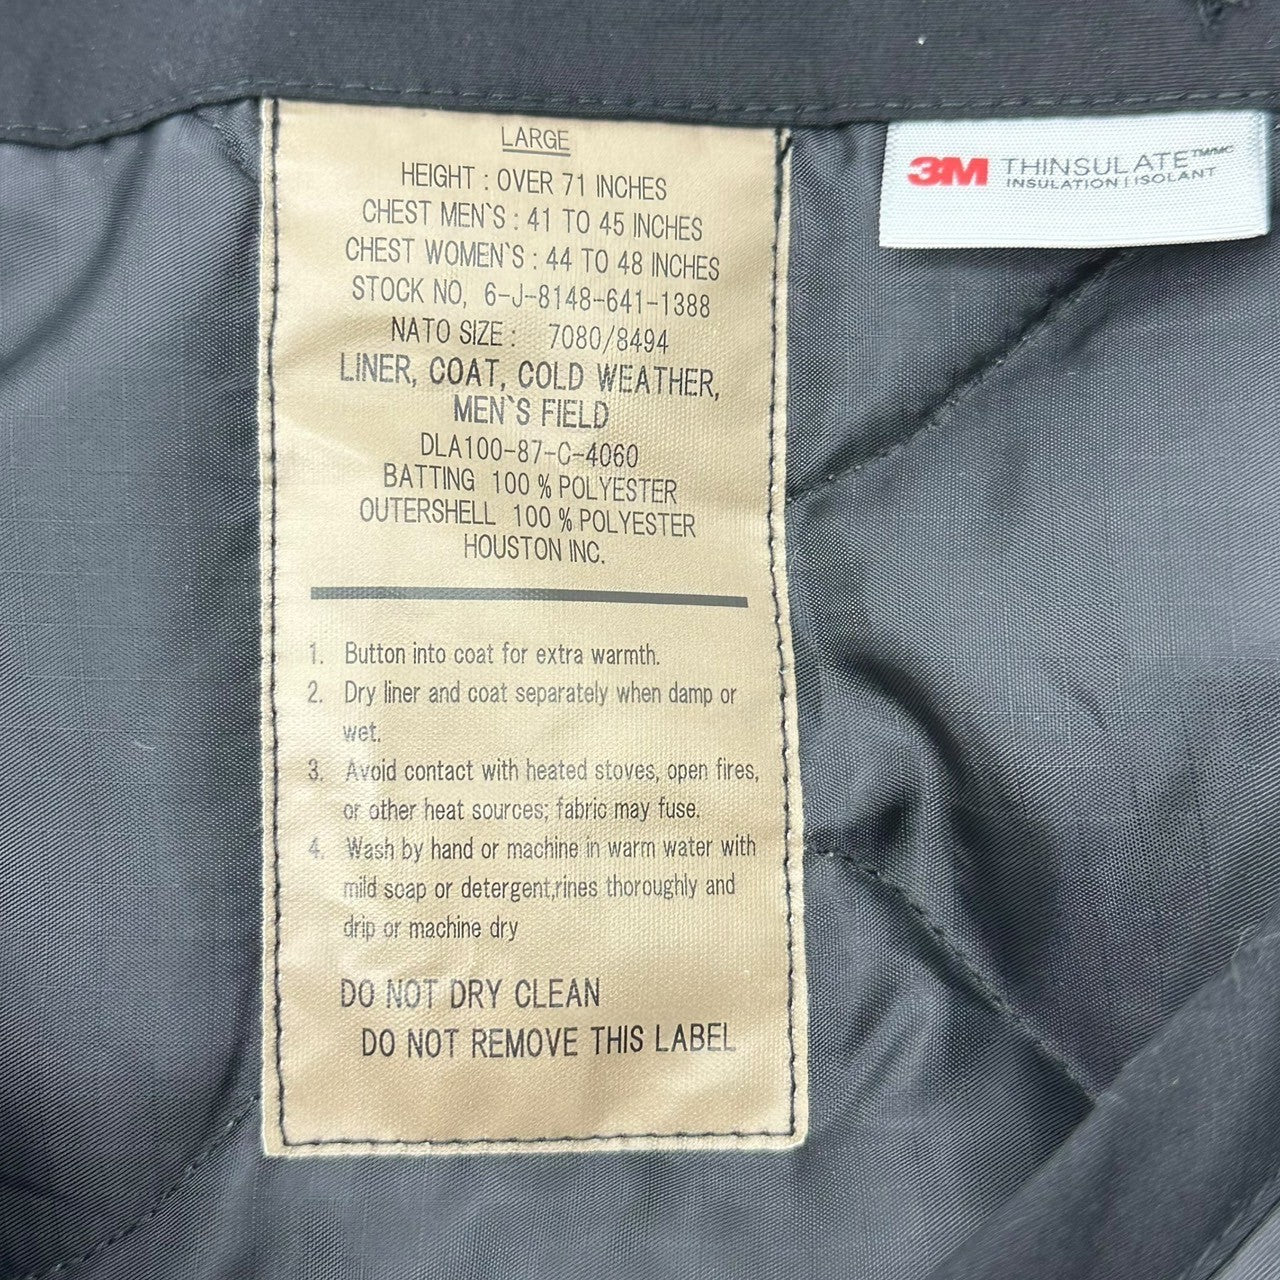 LARGE
HEIGHT : OVER 71 INCHES
CHEST MEN`S : 41 TO 45 INCHES
CHEST WOMEN`S : 44 TO 48 INCHES
STOCK NO, 6-J-8148-641-1388
NATO SIZE : 7080/8494
LINER, COAT, COLD WEATHER,
MEN`S FIELD
DLA100-87-C-4060
BATTING 100 % POLYESTER
OUTERSHELL 100 % POLYESTER
HOUSTON INC.
1. Button into coat for extra warmth.
2. Dry liner and coat separately when damp or
wet.
3. Avoid contact with heated stoves, open fires,
or other heat sources; fabric may fuse.
4. Wash by hand or machine in warm water with
mild soap or detergent,rines thoroughly and
drip or machine dry
DO NOT DRY CLEAN
DO NOT REMOVE THIS LABEL
3M THINSULATE™/MC
INSULATION | ISOLANT